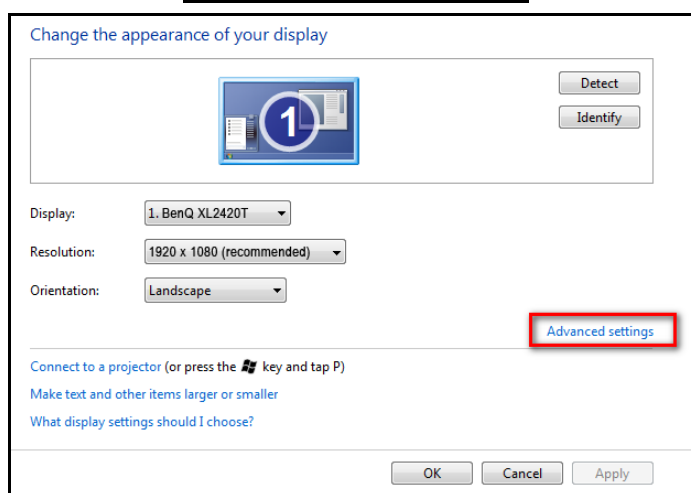 Change the appearance of your display
Detect
1
Identify
Display: 1. BenQ XL2420T
Resolution: 1920 x 1080 (recommended)
Orientation: Landscape
Advanced settings
Connect to a projector (or press the key and tap P)
Make text and other items larger or smaller
What display settings should I choose?
OK Cancel Apply